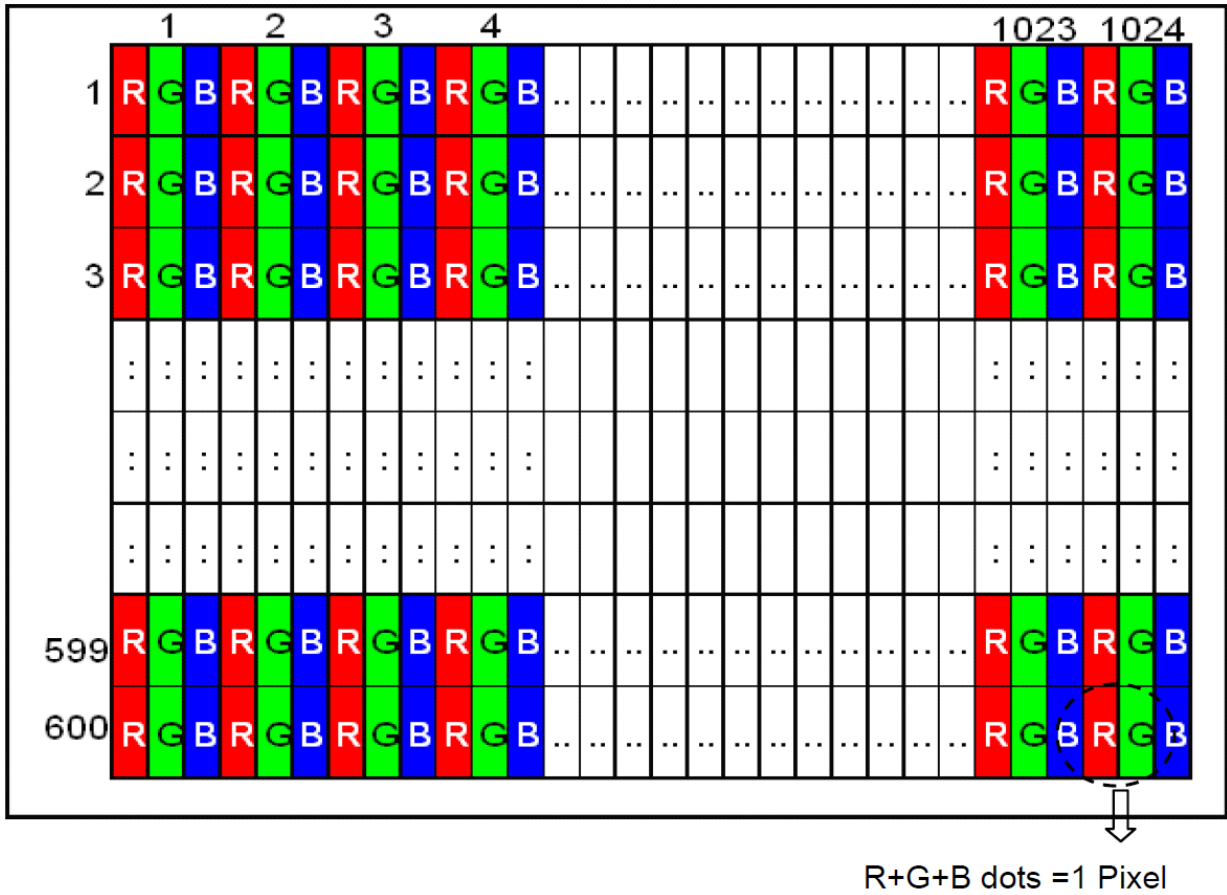 1 2 3 4 1023 1024
1 R G B R G B R G B R G B .. .. .. .. .. .. .. .. .. .. .. .. R G B R G B
2 R G B R G B R G B R G B .. .. .. .. .. .. .. .. .. .. .. .. R G B R G B
3 R G B R G B R G B R G B .. .. .. .. .. .. .. .. .. .. .. .. R G B R G B
: : : : : : : : : : : : : : : : : :
: : : : : : : : : : : : : : : : : :
: : : : : : : : : : : : : : : : : :
599 R G B R G B R G B R G B .. .. .. .. .. .. .. .. .. .. .. .. R G B R G B
600 R G B R G B R G B R G B .. .. .. .. .. .. .. .. .. .. .. .. R G B R G B
R+G+B dots =1 Pixel